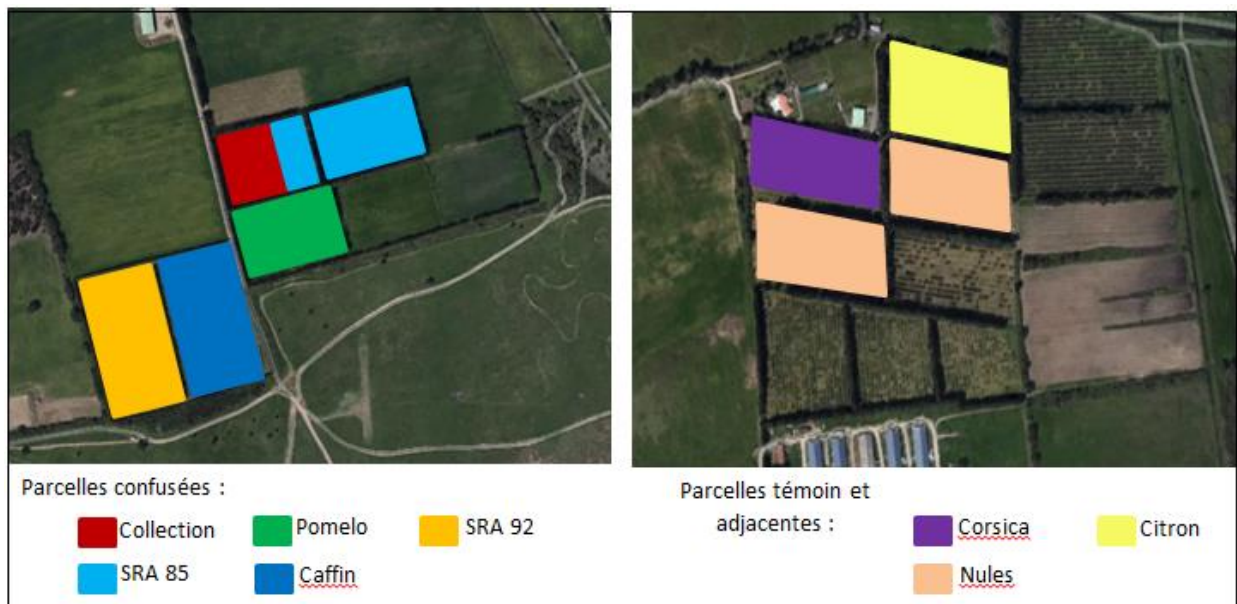 Parcelles confusées :
Collection
Pomelo
SRA 92
SRA 85
Caffin
Parcelles témoin et
adjacentes :
Corsica
Citron
Nules